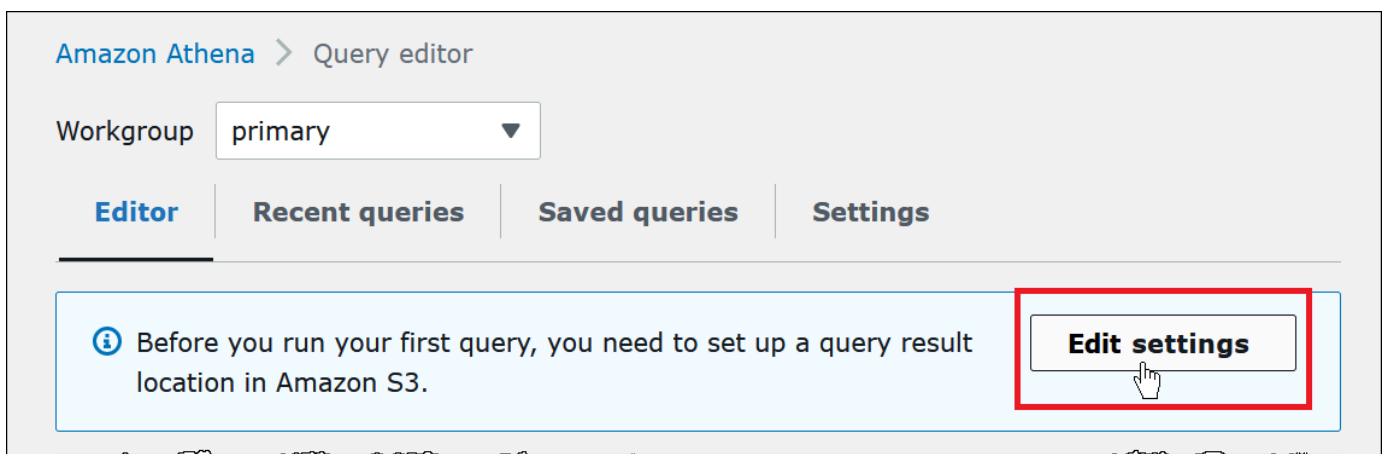 Amazon Athena > Query editor
Workgroup primary
Editor Recent queries Saved queries Settings
Before you run your first query, you need to set up a query result
location in Amazon S3.
Edit settings